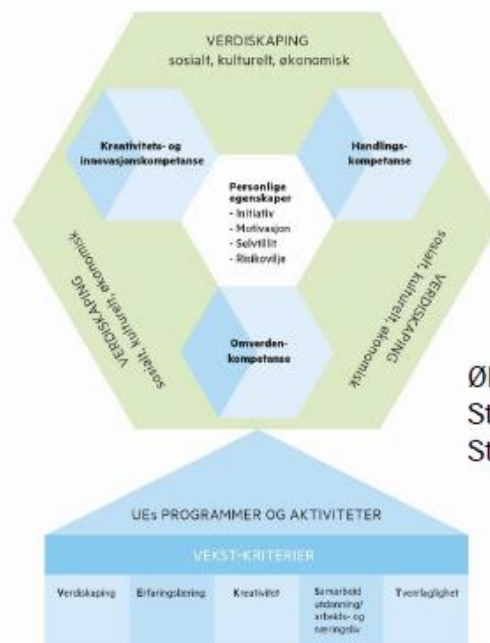 VERDISKAPING
sosialt, kulturelt, økonomisk
Kreativitets- og
innovasjonskompetanse
Handlings-
kompetanse
Personlige
egenskaper
- Initiativ
- Motivasjon
- Selvtillit
- Risikovilje
VERDISKAPING
sosialt, kulturelt, økonomisk
VERDISKAPING
sosialt, kulturelt, økonomisk
Omverden-
kompetanse
UEs PROGRAMMER OG AKTIVITETER
VEKST-KRITERIER
Verdiskaping
Erfaringslæring
Kreativitet
Samarbeid
utdanning/
arbeids- og
næringsliv
Tverrfaglighet
St
St